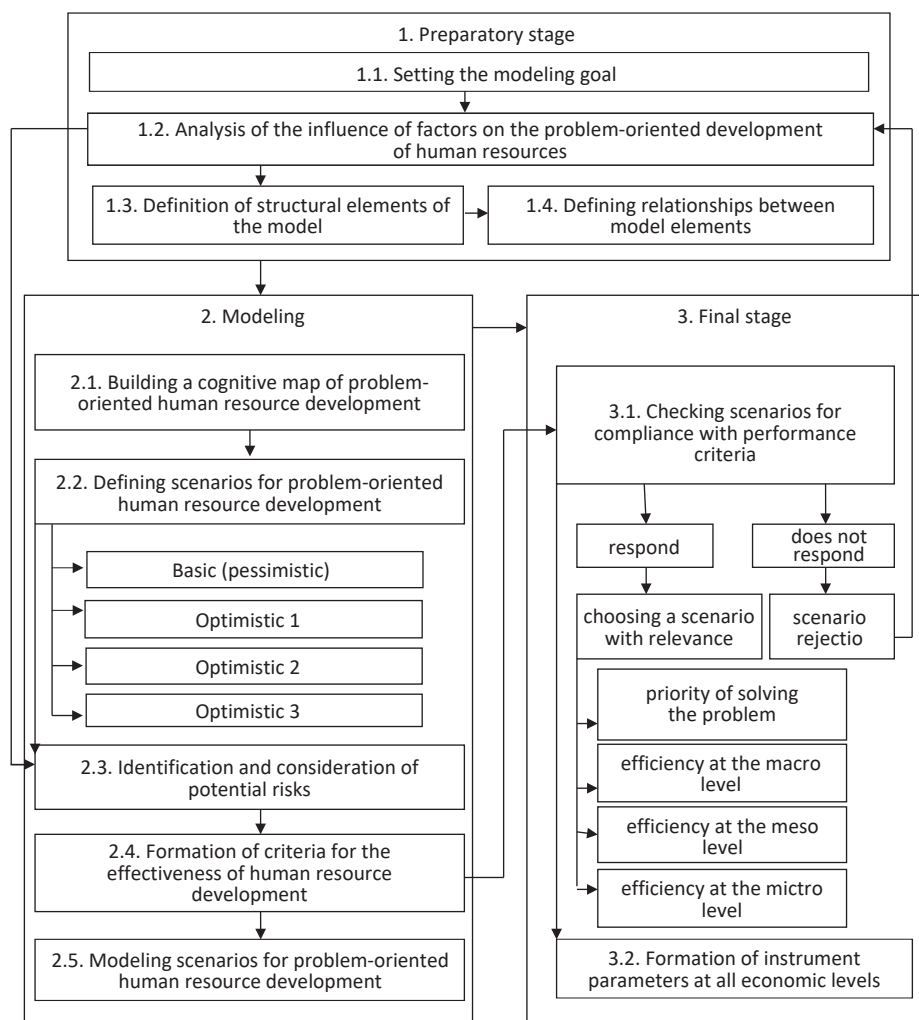 1. Preparatory stage
1.1. Setting the modeling goal
1.2. Analysis of the influence of factors on the problem-oriented development
of human resources
1.3. Definition of structural elements of
the model
1.4. Defining relationships between
model elements
2. Modeling
2.1. Building a cognitive map of problem-
oriented human resource development
2.2. Defining scenarios for problem-oriented
human resource development
Basic (pessimistic)
Optimistic 1
Optimistic 2
Optimistic 3
2.3. Identification and consideration of
potential risks
2.4. Formation of criteria for the
effectiveness of human resource
development
2.5. Modeling scenarios for problem-oriented
human resource development
3. Final stage
3.1. Checking scenarios for
compliance with performance
criteria
respond
does not
respond
choosing a scenario
with relevance
scenario
rejectio
priority of solving
the problem
efficiency at the macro
level
efficiency at the meso
level
efficiency at the mictro
level
3.2. Formation of instrument
parameters at all economic levels